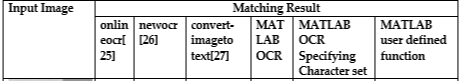 Input Image Matching Result
onlin newocr convert- MAT MATLAB MATLAB
eocr[ [26] imageto LAB OCR user defined
25] text[27] OCR Specifying function
Character set